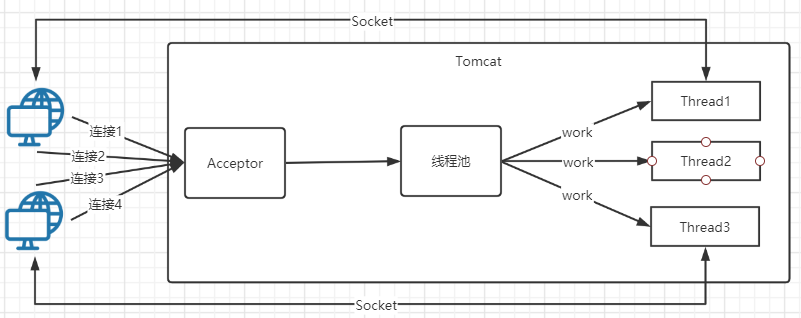 Socket
Tomcat
连接1
连接2
连接3
连接4
Acceptor
线程池
work
work
work
Thread1
Thread2
Thread3
Socket